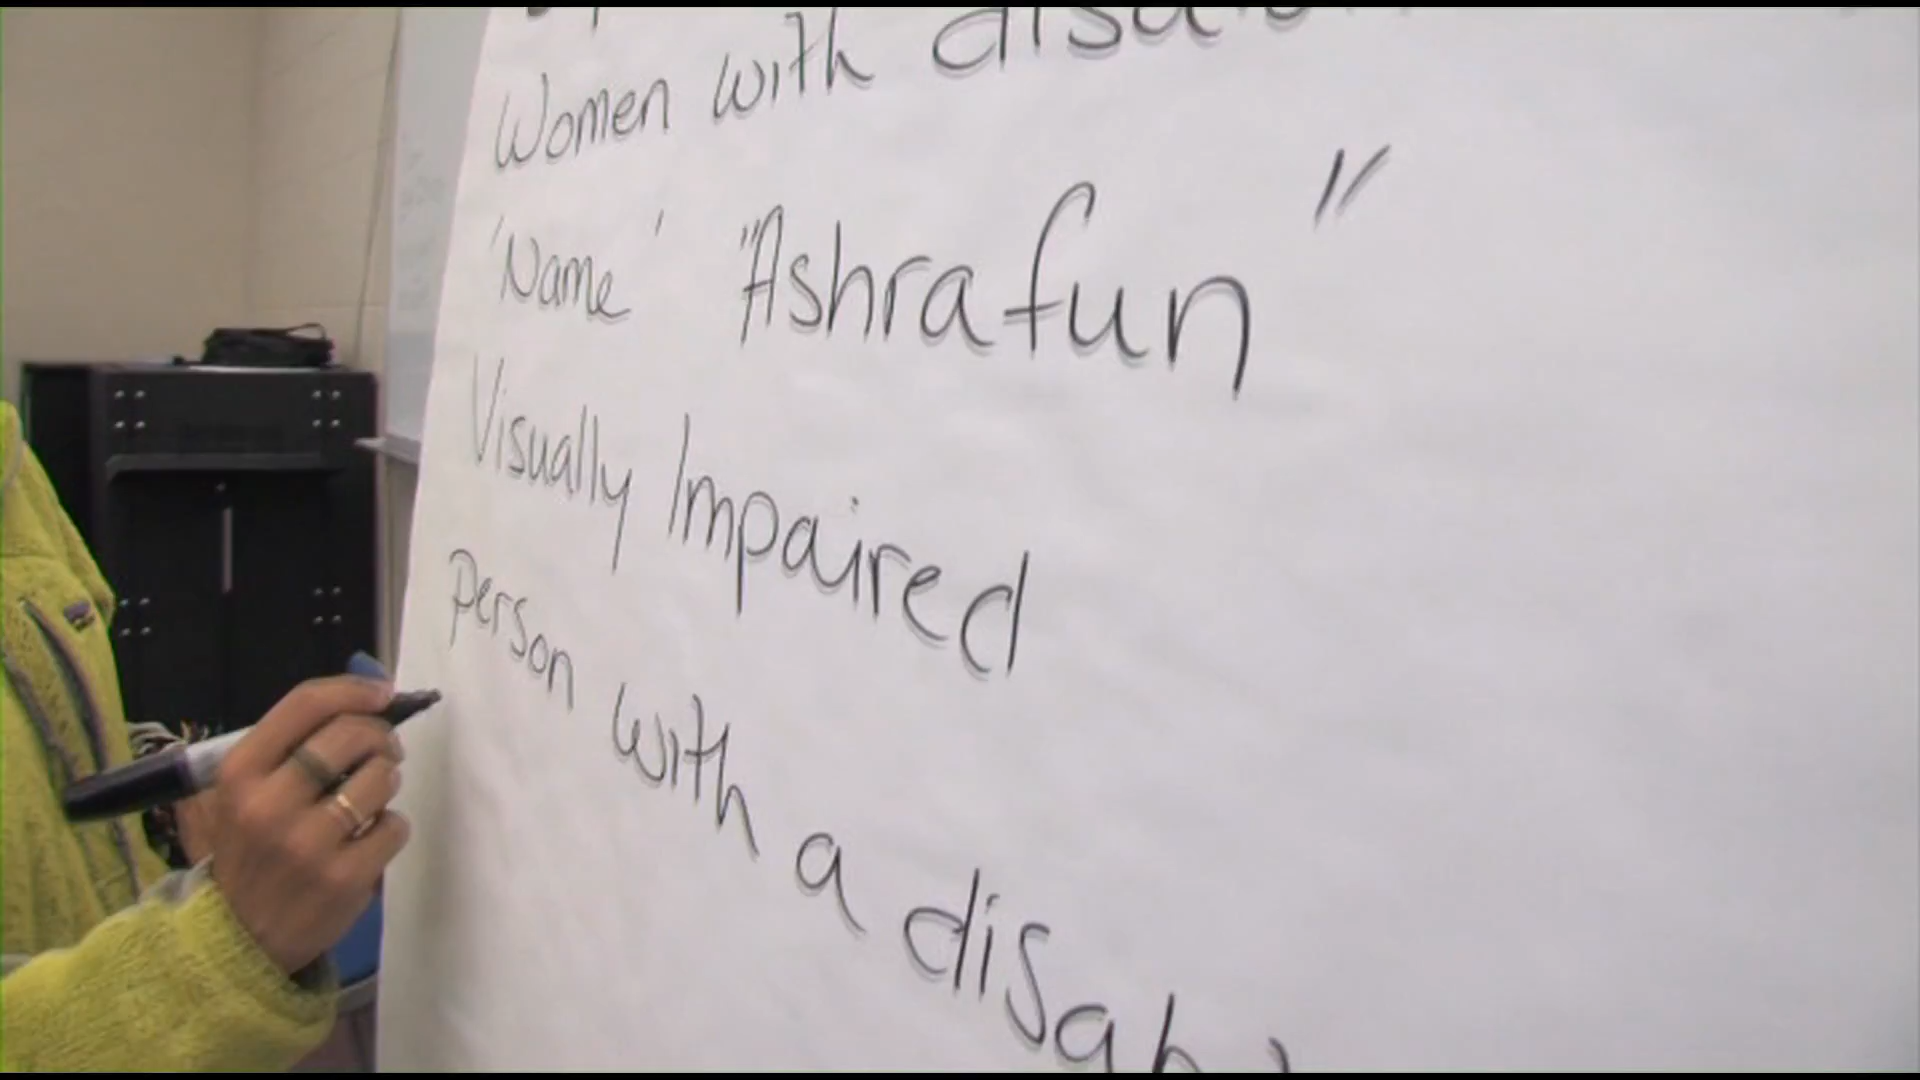 Women with
'Name' "Ashrafun"
Visually Impaired
person with a